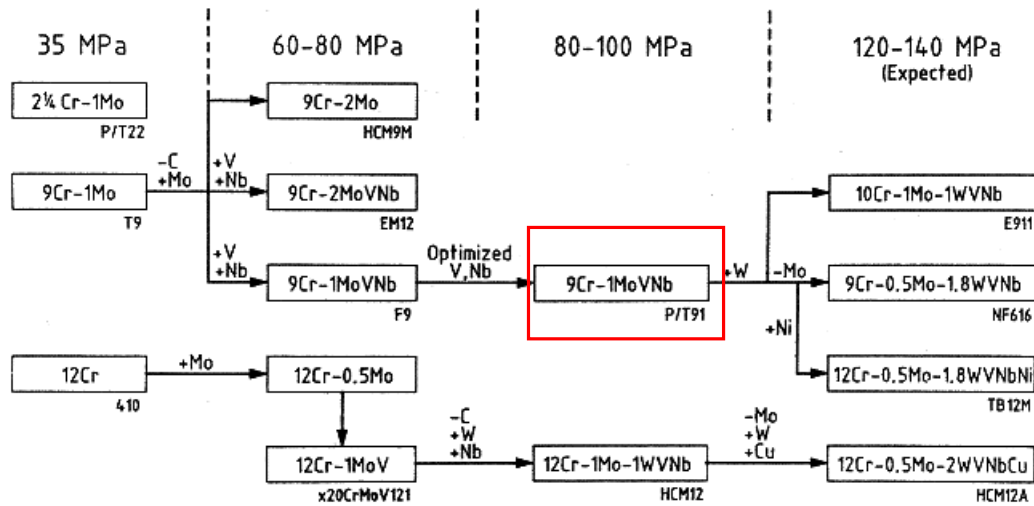 35 MPa
60-80 MPa
80-100 MPa
120-140 MPa
(Expected)
2¼ Cr-1Mo
P/T22
9Cr-2Mo
HCM9M
-C
+Mo
+V
+Nb
9Cr-1Mo
T9
9Cr-2MoVNb
EM12
10Cr-1Mo-1WVNb
E911
+V
+Nb
9Cr-1MoVNb
F9
Optimized
V,Nb
9Cr-1MoVNb
P/T91
+W
-Mo
9Cr-0.5Mo-1.8WVNb
NF616
+Ni
12Cr
410
+Mo
12Cr-0.5Mo
12Cr-0.5Mo-1.8WVNbNi
TB12M
12Cr-1MoV
x20CrMoV121
-C
+W
+Nb
12Cr-1Mo-1WVNb
HCM12
-Mo
+W
+Cu
12Cr-0.5Mo-2WVNbCu
HCM12A